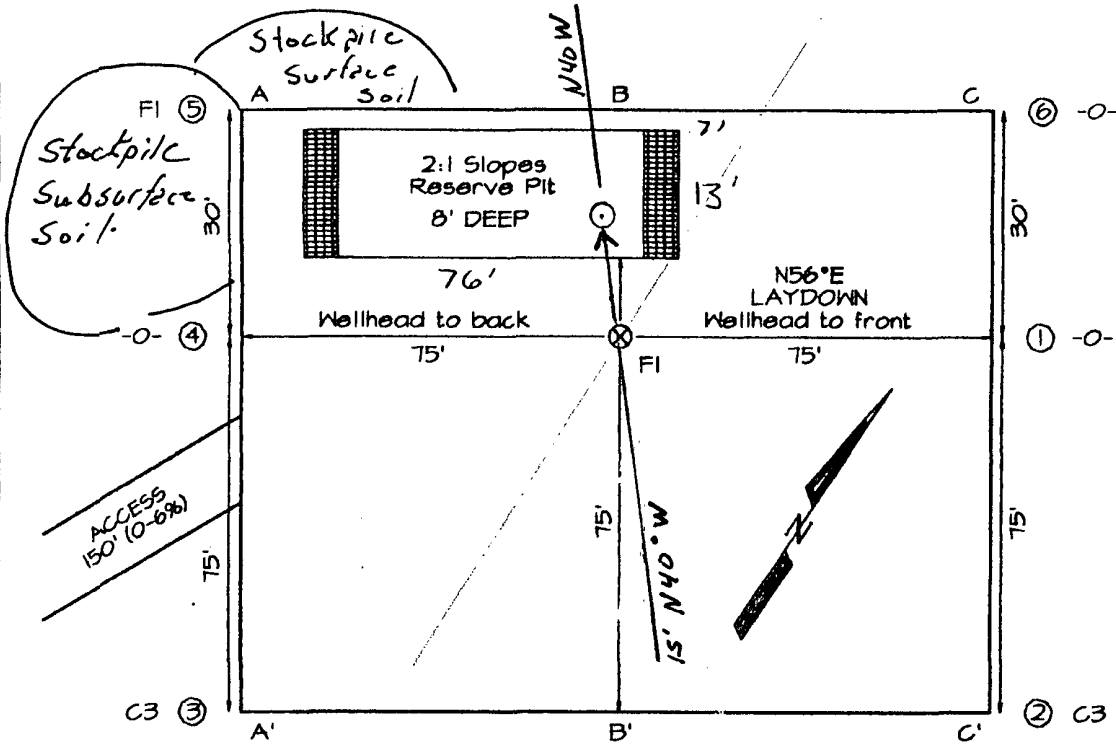 Stockpile
Surface
Soil
N40W
A
B
C
F1 ⑤
⑥ -0-
Stockpile
Subsurface
Soil.
30'
7'
2:1 Slopes
Reserve Pit
8' DEEP
13'
30'
76'
N56°E
LAYDOWN
Wellhead to back
Wellhead to front
-0- ④
① -0-
75'
75'
F1
ACCESS
150' (0-6%)
75'
75'
15' N40°W
N
75'
C3 ③
② C3
A'
B'
C'